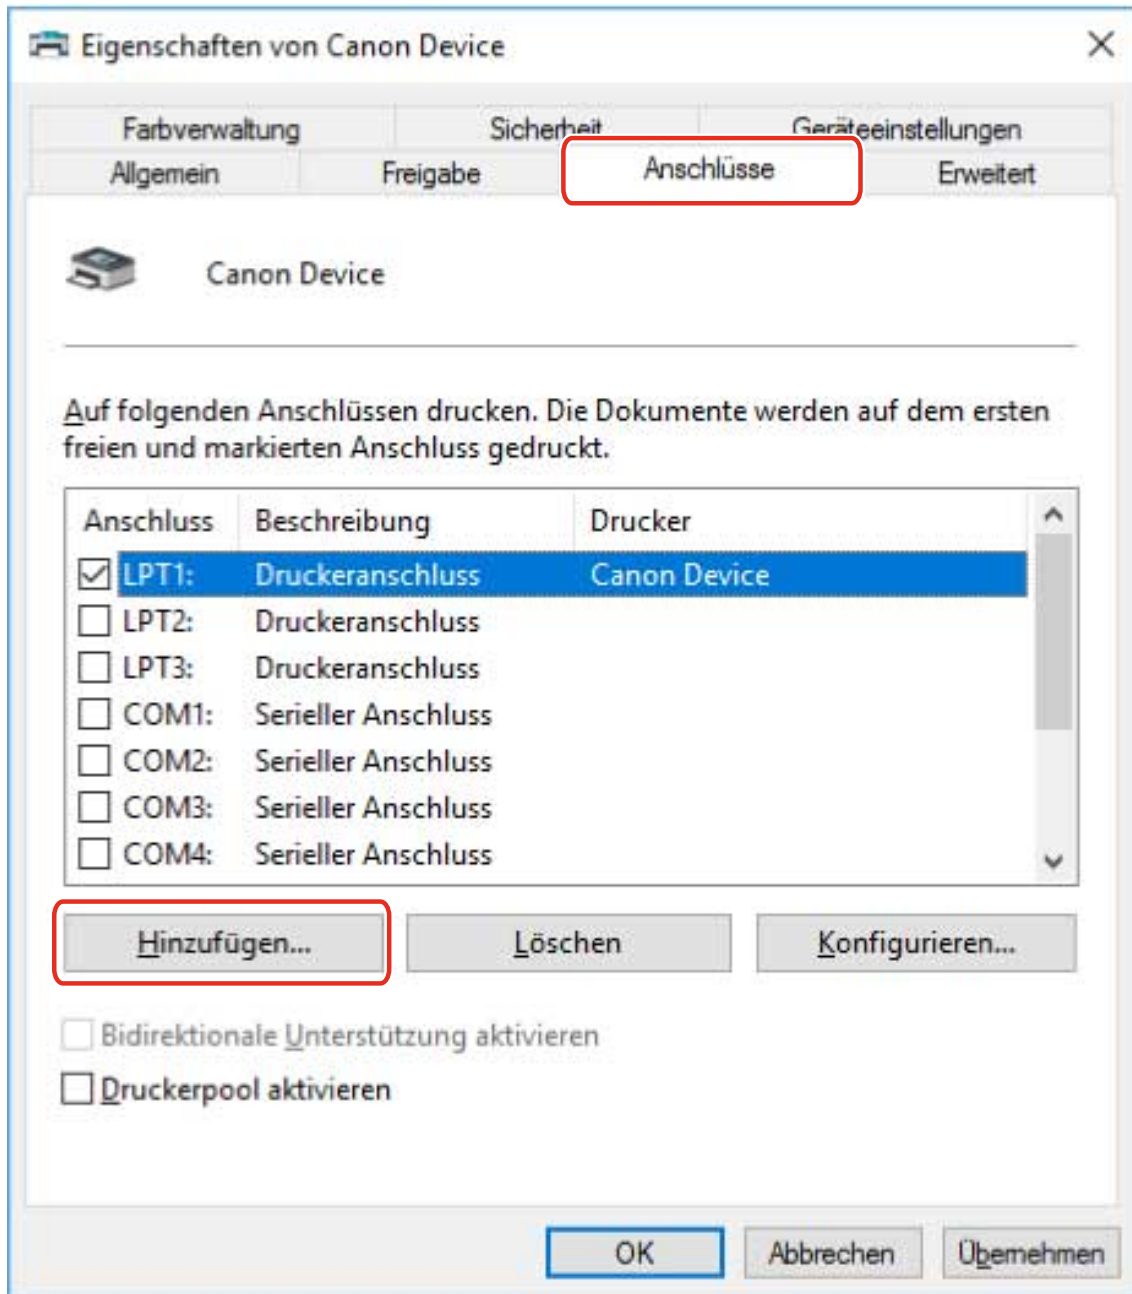 Eigenschaften von Canon Device
Farbverwaltung Sicherheit Geräteeinstellungen
Allgemein Freigabe Anschlüsse Erweitert
Canon Device
Auf folgenden Anschlüssen drucken. Die Dokumente werden auf dem ersten
freien und markierten Anschluss gedruckt.
Anschluss Beschreibung Drucker
LPT1: Druckeranschluss Canon Device
LPT2: Druckeranschluss
LPT3: Druckeranschluss
COM1: Serieller Anschluss
COM2: Serieller Anschluss
COM3: Serieller Anschluss
COM4: Serieller Anschluss
Hinzufügen... Löschen Konfigurieren...
Bidirektionale Unterstützung aktivieren
Druckerpool aktivieren
OK Abbrechen Übernehmen